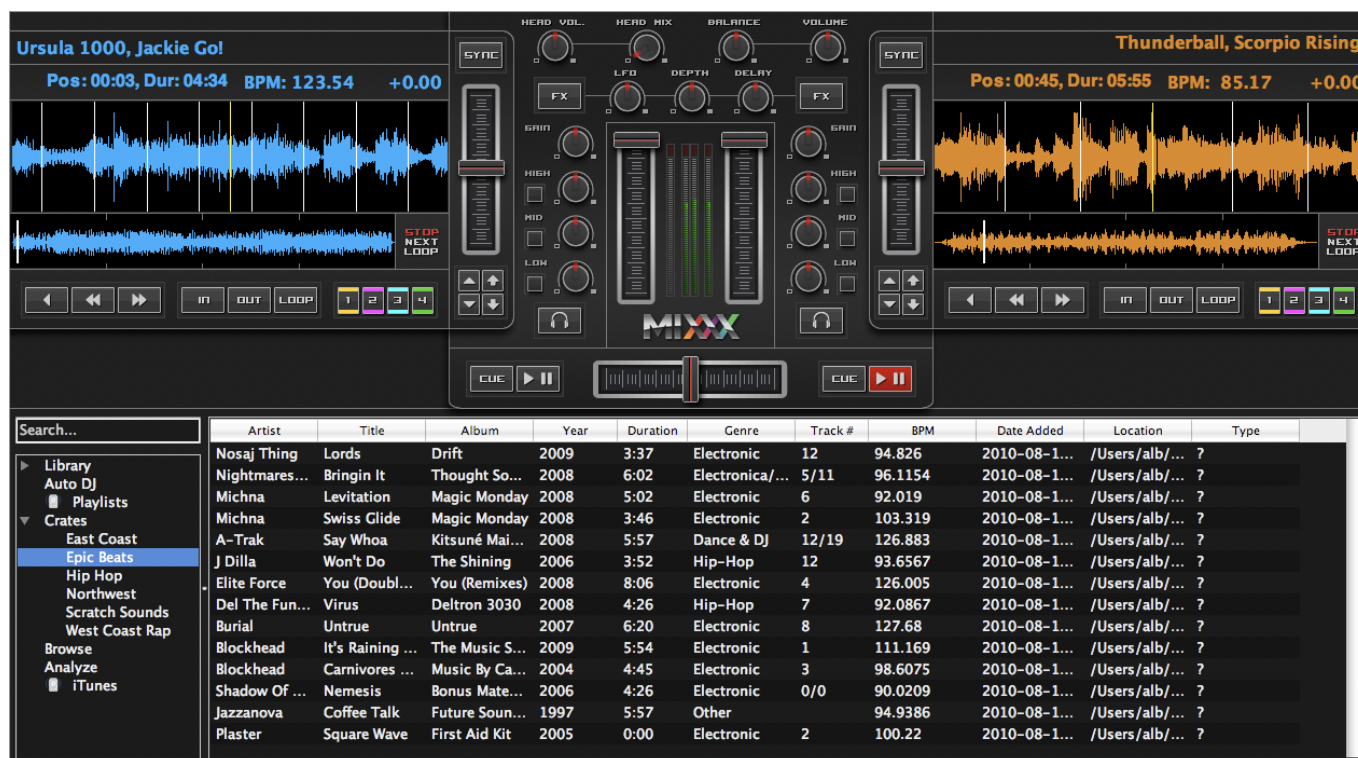 HEAD VOL. HEAD MIX BALANCE VOLUME
Ursula 1000, Jackie Go!
SYNC
SYNC
Thunderball, Scorpio Rising
Pos: 00:03, Dur: 04:34 BPM: 123.54 +0.00
LFO DEPTH DELAY
Pos: 00:45, Dur: 05:55 BPM: 85.17 +0.00
FX
FX
GAIN
GAIN
HIGH
HIGH
MID
MID
STOP
NEXT
LOOP
STOP
NEXT
LOOP
LOW
LOW
IN OUT LOOP 1 2 3 4
IN OUT LOOP 1 2 3 4
MIXXX
CUE
CUE
Search...
Library
Auto DJ
Playlists
Crates
East Coast
Epic Beats
Hip Hop
Northwest
Scratch Sounds
West Coast Rap
Browse
Analyze
iTunes
Artist Title Album Year Duration Genre Track # BPM Date Added Location Type
Nosaj Thing Lords Drift 2009 3:37 Electronic 12 94.826 2010-08-1... /Users/alb/... ?
Nightmares... Bringin It Thought So... 2008 6:02 Electronica/... 5/11 96.1154 2010-08-1... /Users/alb/... ?
Michna Levitation Magic Monday 2008 5:02 Electronic 6 92.019 2010-08-1... /Users/alb/... ?
Michna Swiss Glide Magic Monday 2008 3:46 Electronic 2 103.319 2010-08-1... /Users/alb/... ?
A-Trak Say Whoa Kitsuné Mai... 2008 5:57 Dance & DJ 12/19 126.883 2010-08-1... /Users/alb/... ?
J Dilla Won't Do The Shining 2006 3:52 Hip-Hop 12 93.6567 2010-08-1... /Users/alb/... ?
Elite Force You (Doubl... You (Remixes) 2008 8:06 Electronic 4 126.005 2010-08-1... /Users/alb/... ?
Del The Fun... Virus Deltron 3030 2008 4:26 Hip-Hop 7 92.0867 2010-08-1... /Users/alb/... ?
Burial Untrue Untrue 2007 6:20 Electronic 8 127.68 2010-08-1... /Users/alb/... ?
Blockhead It's Raining ... The Music S... 2009 5:54 Electronic 1 111.169 2010-08-1... /Users/alb/... ?
Blockhead Carnivores ... Music By Ca... 2004 4:45 Electronic 3 98.6075 2010-08-1... /Users/alb/... ?
Shadow Of ... Nemesis Bonus Mate... 2006 4:26 Electronic 0/0 90.0209 2010-08-1... /Users/alb/... ?
Jazzanova Coffee Talk Future Soun... 1997 5:57 Other 94.9386 2010-08-1... /Users/alb/... ?
Plaster Square Wave First Aid Kit 2005 0:00 Electronic 2 100.22 2010-08-1... /Users/alb/... ?